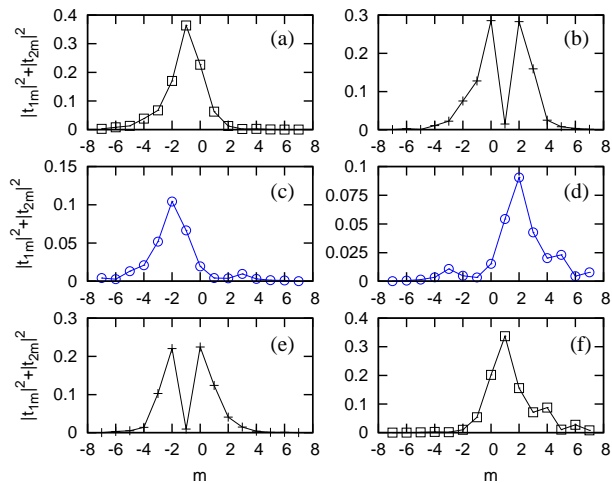 0.4 0.3 0.2 0.1 0 |t1m|^2+|t2m|^2 (a) -8 -6 -4 -2 0 2 4 6 8
0.3 0.2 0.1 0 (b) -8 -6 -4 -2 0 2 4 6 8
0.15 0.1 0.05 0 |t1m|^2+|t2m|^2 (c) -8 -6 -4 -2 0 2 4 6 8
0.1 0.075 0.05 0.025 0 (d) -8 -6 -4 -2 0 2 4 6 8
0.3 0.2 0.1 0 |t1m|^2+|t2m|^2 (e) -8 -6 -4 -2 0 2 4 6 8
m
0.4 0.3 0.2 0.1 0 (f) -8 -6 -4 -2 0 2 4 6 8
m